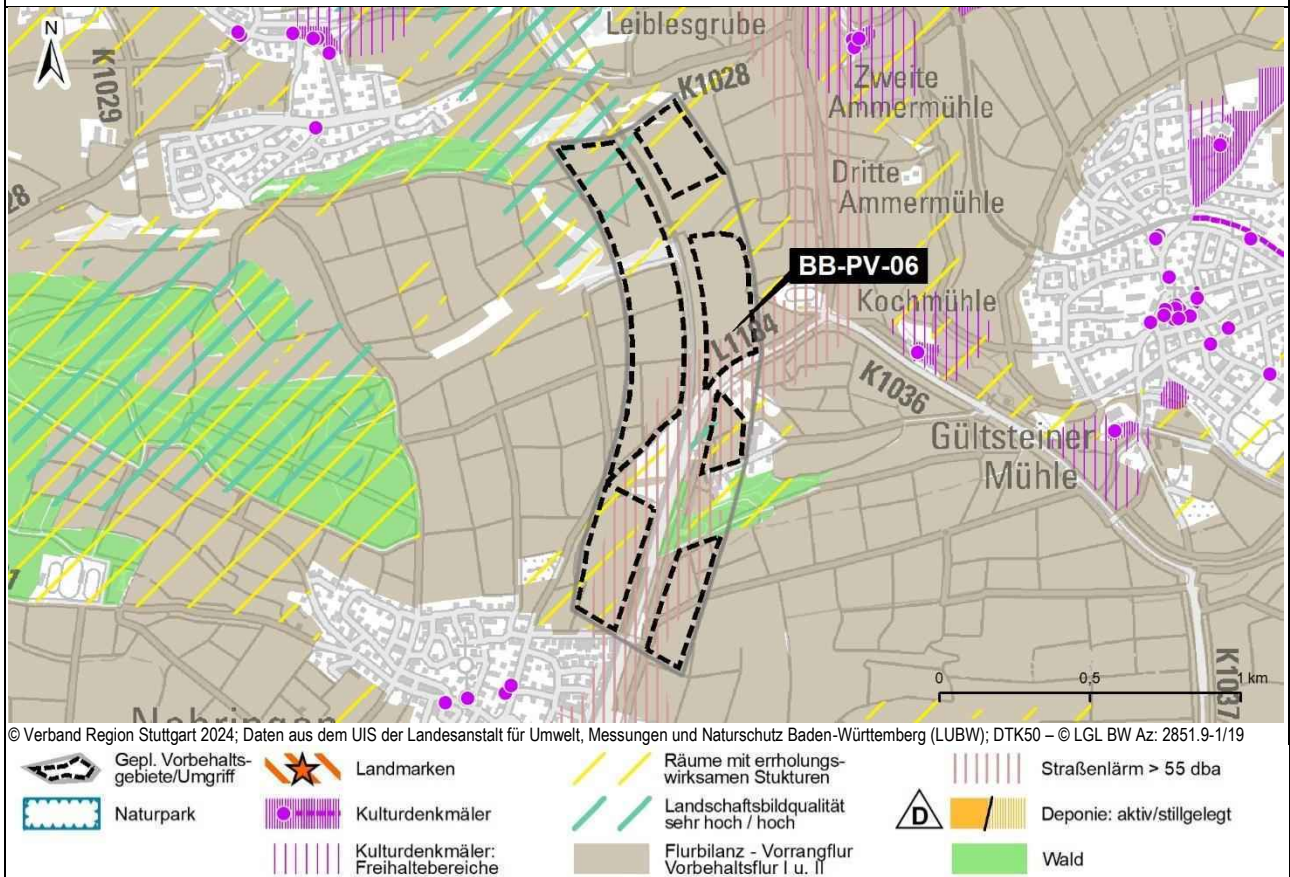 N
Leiblesgrube
K1029
K1028
Zweite
Ammermühle
Dritte
Ammermühle
28
BB-PV-06
Kochmühle
L1184
K1036
Gültsteiner
Mühle
K1037
0
0,5
1 km
Nebringen
© Verband Region Stuttgart 2024; Daten aus dem UIS der Landesanstalt für Umwelt, Messungen und Naturschutz Baden-Württemberg (LUBW); DTK50 – © LGL BW Az: 2851.9-1/19
Gepl. Vorbehalts-
gebiete/Umgriff
Landmarken
Räume mit errholungs-
wirksamen Stukturen
Straßenlärm > 55 dba
Naturpark
Kulturdenkmäler
Landschaftsbildqualität
sehr hoch / hoch
D
Deponie: aktiv/stillgelegt
Kulturdenkmäler:
Freihaltebereiche
Flurbilanz - Vorrangflur
Vorbehaltsflur I u. II
Wald